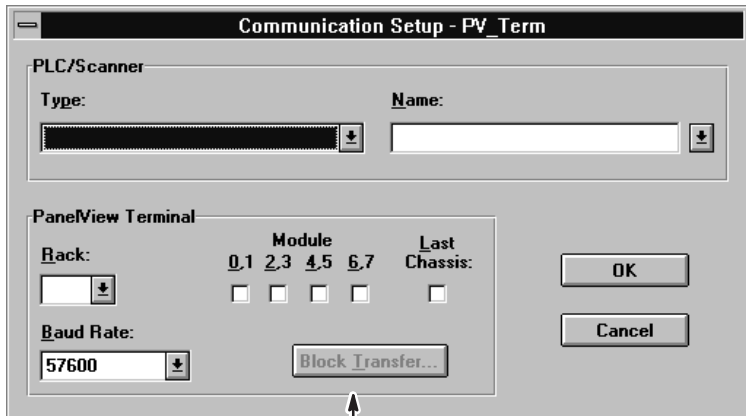 Communication Setup - PV_Term
PLC/Scanner
Type: Name:
PanelView Terminal
Rack: Module Last
0,1 2,3 4,5 6,7 Chassis:
OK
Baud Rate: Cancel
57600 Block Transfer...